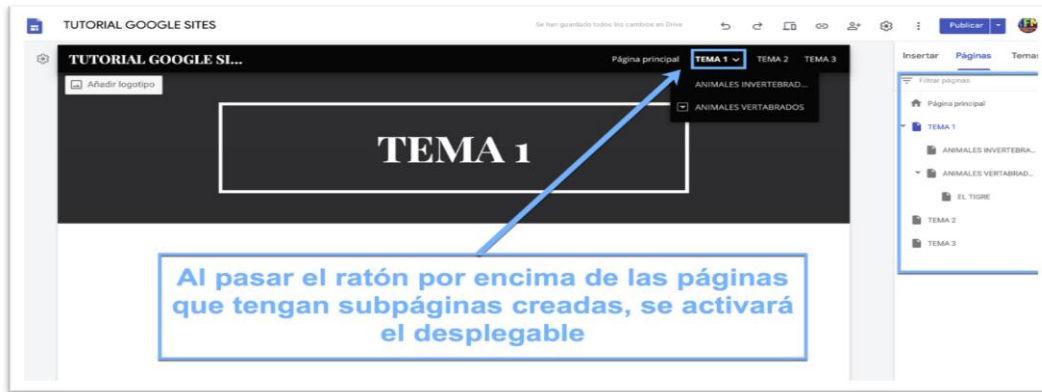 TUTORIAL GOOGLE SITES
Se han guardado todos los cambios en Drive
Publicar
TUTORIAL GOOGLE SI...
Página principal
TEMA 1
TEMA 2
TEMA 3
Añadir logotipo
ANIMALES INVERTEBRAD...
ANIMALES VERTABRADOS
TEMA 1
Al pasar el ratón por encima de las páginas
que tengan subpáginas creadas, se activará
el desplegable
Insertar
Páginas
Temas
Filtrar páginas
Página principal
TEMA 1
ANIMALES INVERTEBRA...
ANIMALES VERTABRAD...
EL TIGRE
TEMA 2
TEMA 3